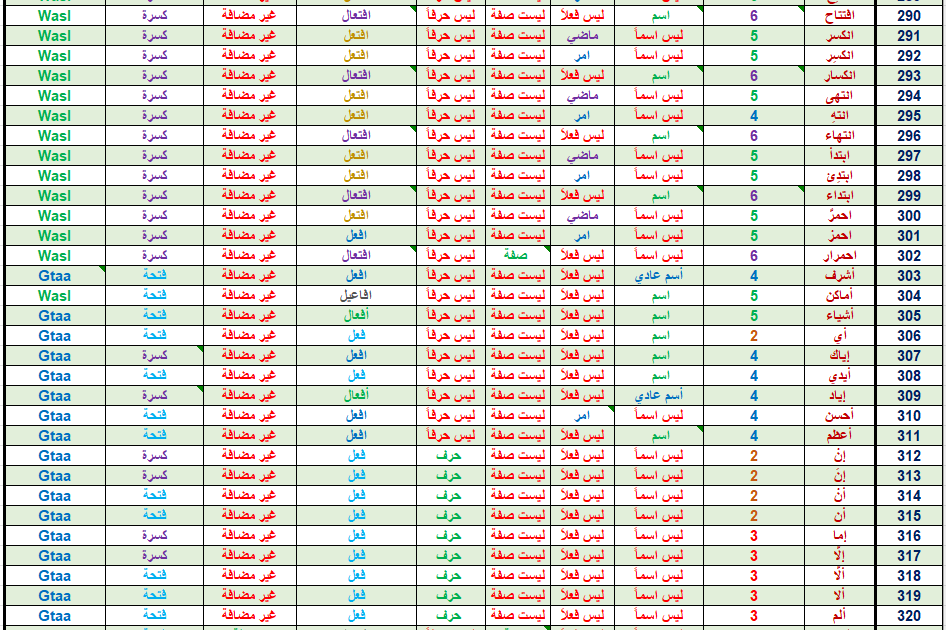 290 افتتاح 6 اسم ليس فعلاً ليست صفة ليس حرفاً افتعال غير مضافة كسرة Wasl
291 انكسر 5 ليس اسماً ماضي ليست صفة ليس حرفاً افتعل غير مضافة كسرة Wasl
292 انكسِر 5 ليس اسماً امر ليست صفة ليس حرفاً افتعل غير مضافة كسرة Wasl
293 انكسار 6 اسم ليس فعلاً ليست صفة ليس حرفاً افتعال غير مضافة كسرة Wasl
294 انتهى 5 ليس اسماً ماضي ليست صفة ليس حرفاً افتعل غير مضافة كسرة Wasl
295 انتهِ 4 ليس اسماً امر ليست صفة ليس حرفاً افتعل غير مضافة كسرة Wasl
296 انتهاء 6 اسم ليس فعلاً ليست صفة ليس حرفاً افتعال غير مضافة كسرة Wasl
297 ابتدأ 5 ليس اسماً ماضي ليست صفة ليس حرفاً افتعل غير مضافة كسرة Wasl
298 ابتدئ 5 ليس اسماً امر ليست صفة ليس حرفاً افتعل غير مضافة كسرة Wasl
299 ابتداء 6 اسم ليس فعلاً ليست صفة ليس حرفاً افتعال غير مضافة كسرة Wasl
300 احمرَّ 5 ليس اسماً ماضي ليست صفة ليس حرفاً افتعل غير مضافة كسرة Wasl
301 احمر 5 ليس اسماً امر ليست صفة ليس حرفاً افعل غير مضافة كسرة Wasl
302 احمرار 6 ليس اسماً ليس فعلاً صفة ليس حرفاً افتعال غير مضافة كسرة Wasl
303 أشرف 4 أسم عادي ليس فعلاً ليست صفة ليس حرفاً افعل غير مضافة فتحة Gtaa
304 أماكن 5 اسم ليس فعلاً ليست صفة ليس حرفاً افاعيل غير مضافة فتحة Wasl
305 أشياء 5 اسم ليس فعلاً ليست صفة ليس حرفاً أفعال غير مضافة فتحة Gtaa
306 أي 2 اسم ليس فعلاً ليست صفة ليس حرفاً فعل غير مضافة فتحة Gtaa
307 إياك 4 اسم ليس فعلاً ليست صفة ليس حرفاً افعل غير مضافة كسرة Gtaa
308 أيدي 4 اسم ليس فعلاً ليست صفة ليس حرفاً فعل غير مضافة فتحة Gtaa
309 إياد 4 أسم عادي ليس فعلاً ليست صفة ليس حرفاً أفعال غير مضافة كسرة Gtaa
310 أحسن 4 ليس اسماً امر ليست صفة ليس حرفاً افعل غير مضافة فتحة Gtaa
311 أعظم 4 اسم ليس فعلاً ليست صفة ليس حرفاً افعل غير مضافة فتحة Gtaa
312 إنْ 2 ليس اسماً ليس فعلاً ليست صفة حرف فعل غير مضافة كسرة Gtaa
313 إنَ 2 ليس اسماً ليس فعلاً ليست صفة حرف فعل غير مضافة كسرة Gtaa
314 أنْ 2 ليس اسماً ليس فعلاً ليست صفة حرف فعل غير مضافة فتحة Gtaa
315 أن 2 ليس اسماً ليس فعلاً ليست صفة حرف فعل غير مضافة فتحة Gtaa
316 إما 3 ليس اسماً ليس فعلاً ليست صفة حرف فعل غير مضافة كسرة Gtaa
317 إلّا 3 ليس اسماً ليس فعلاً ليست صفة حرف فعل غير مضافة كسرة Gtaa
318 ألّا 3 ليس اسماً ليس فعلاً ليست صفة حرف فعل غير مضافة فتحة Gtaa
319 ألا 3 ليس اسماً ليس فعلاً ليست صفة حرف فعل غير مضافة فتحة Gtaa
320 ألم 3 ليس اسماً ليس فعلاً ليست صفة حرف فعل غير مضافة فتحة Gtaa